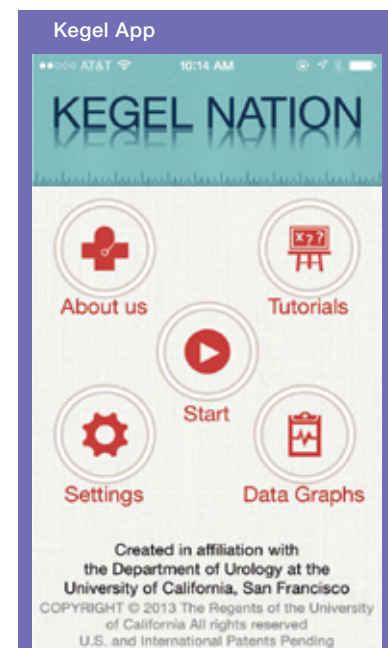 Kegel App
AT&T 10:14 AM
KEGEL NATION
X??
About us
Tutorials
Start
Settings
Data Graphs
Created in affiliation with
the Department of Urology at the
University of California, San Francisco
COPYRIGHT © 2013 The Regents of the University
of California All rights reserved
U.S. and International Patents Pending